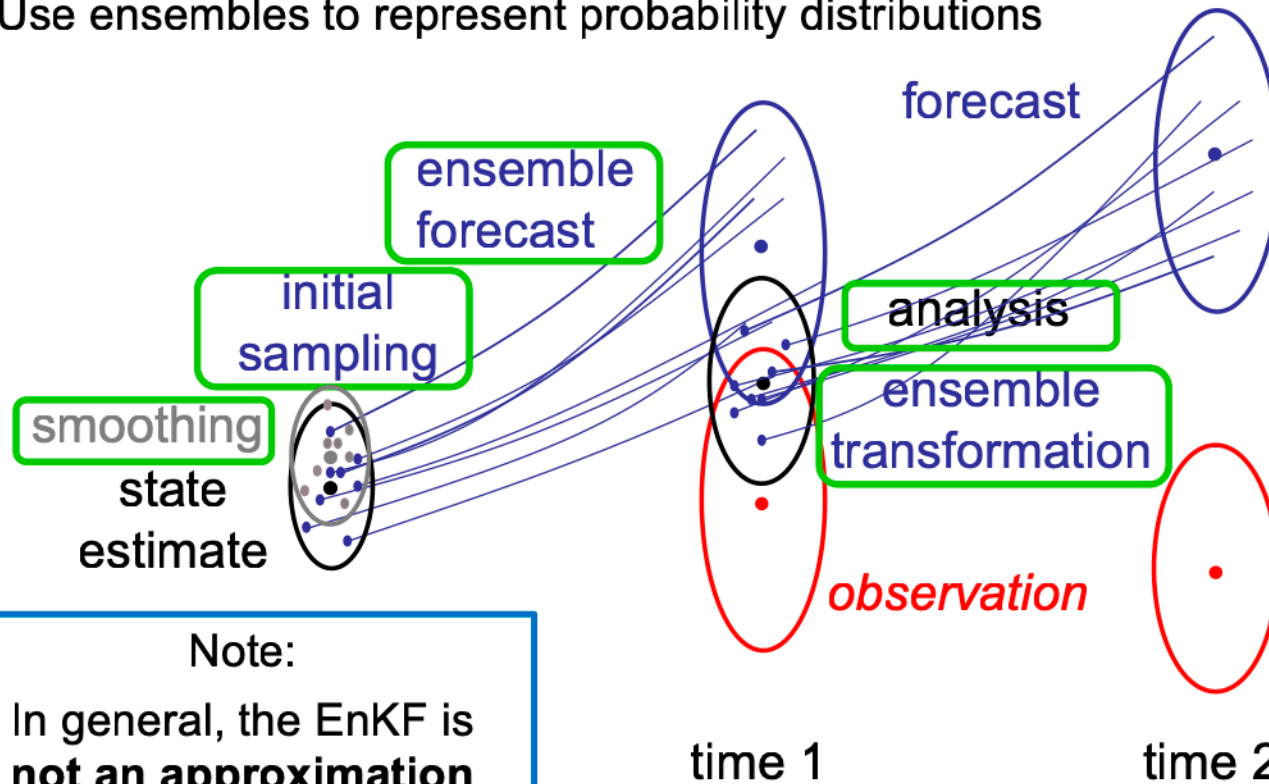 Use ensembles to represent probability distributions
forecast
ensemble
forecast
initial
sampling
analysis
ensemble
transformation
smoothing
state
estimate
observation
Note:
In general, the EnKF is
not an approximation
time 1
time 2